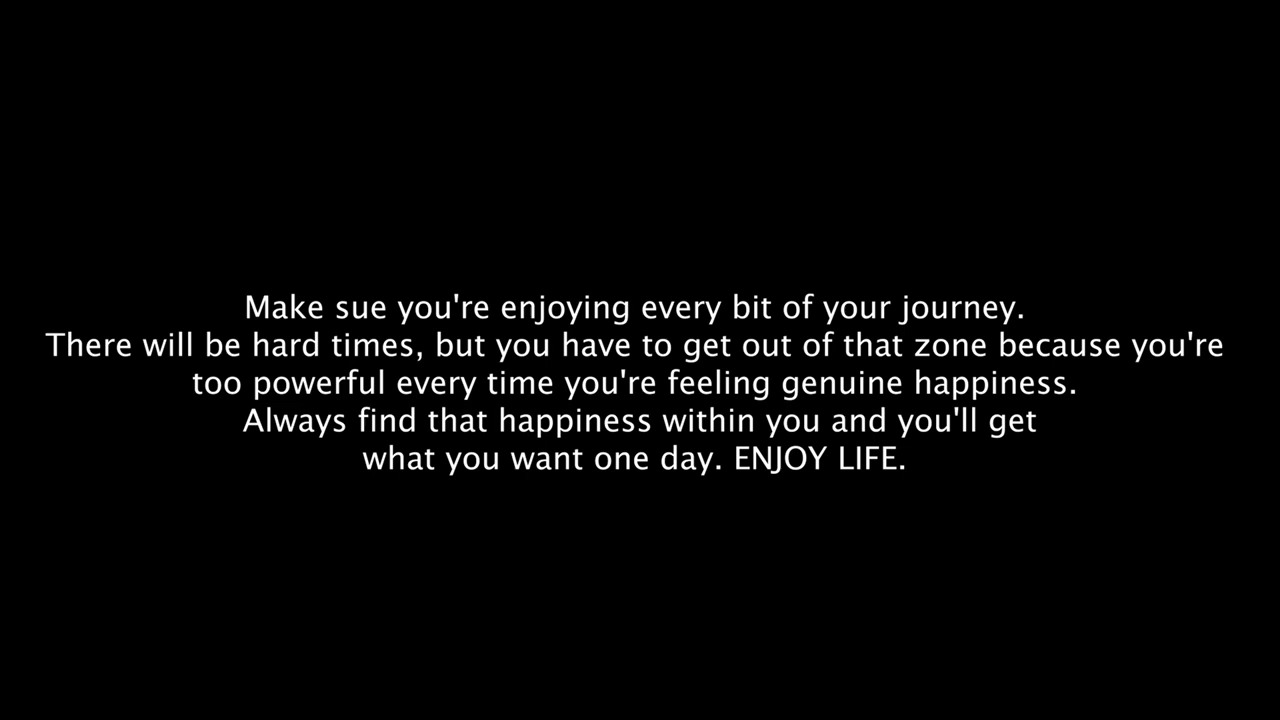 Make sue you're enjoying every bit of your journey.
There will be hard times, but you have to get out of that zone because you're
too powerful every time you're feeling genuine happiness.
Always find that happiness within you and you'll get
what you want one day. ENJOY LIFE.